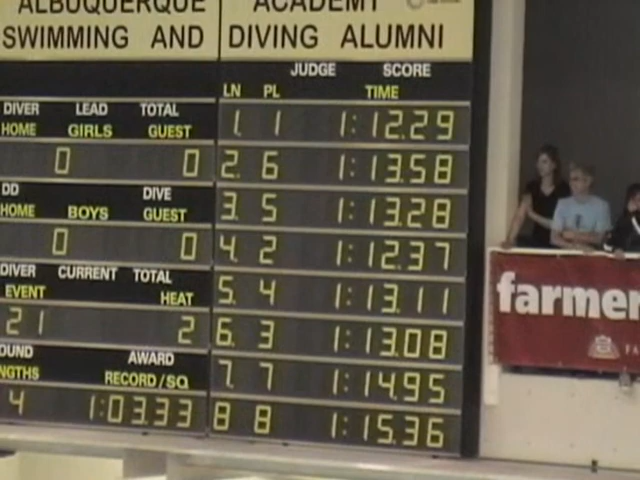 ALBUQUERQUE ACADEMY
SWIMMING AND DIVING ALUMNI
JUDGE SCORE
LN PL TIME
DIVER LEAD TOTAL
HOME GIRLS GUEST
0 0
DD DIVE
HOME BOYS GUEST
0 0
DIVER CURRENT TOTAL
EVENT HEAT
21 2
OUND AWARD
NGTHS RECORD/SQ
4 1:03.33
1. 1 1:12.29
2. 6 1:13.58
3. 5 1:13.28
4. 2 1:12.37
5. 4 1:13.11
6. 3 1:13.08
7. 7 1:14.95
8 8 1:15.36
farmer